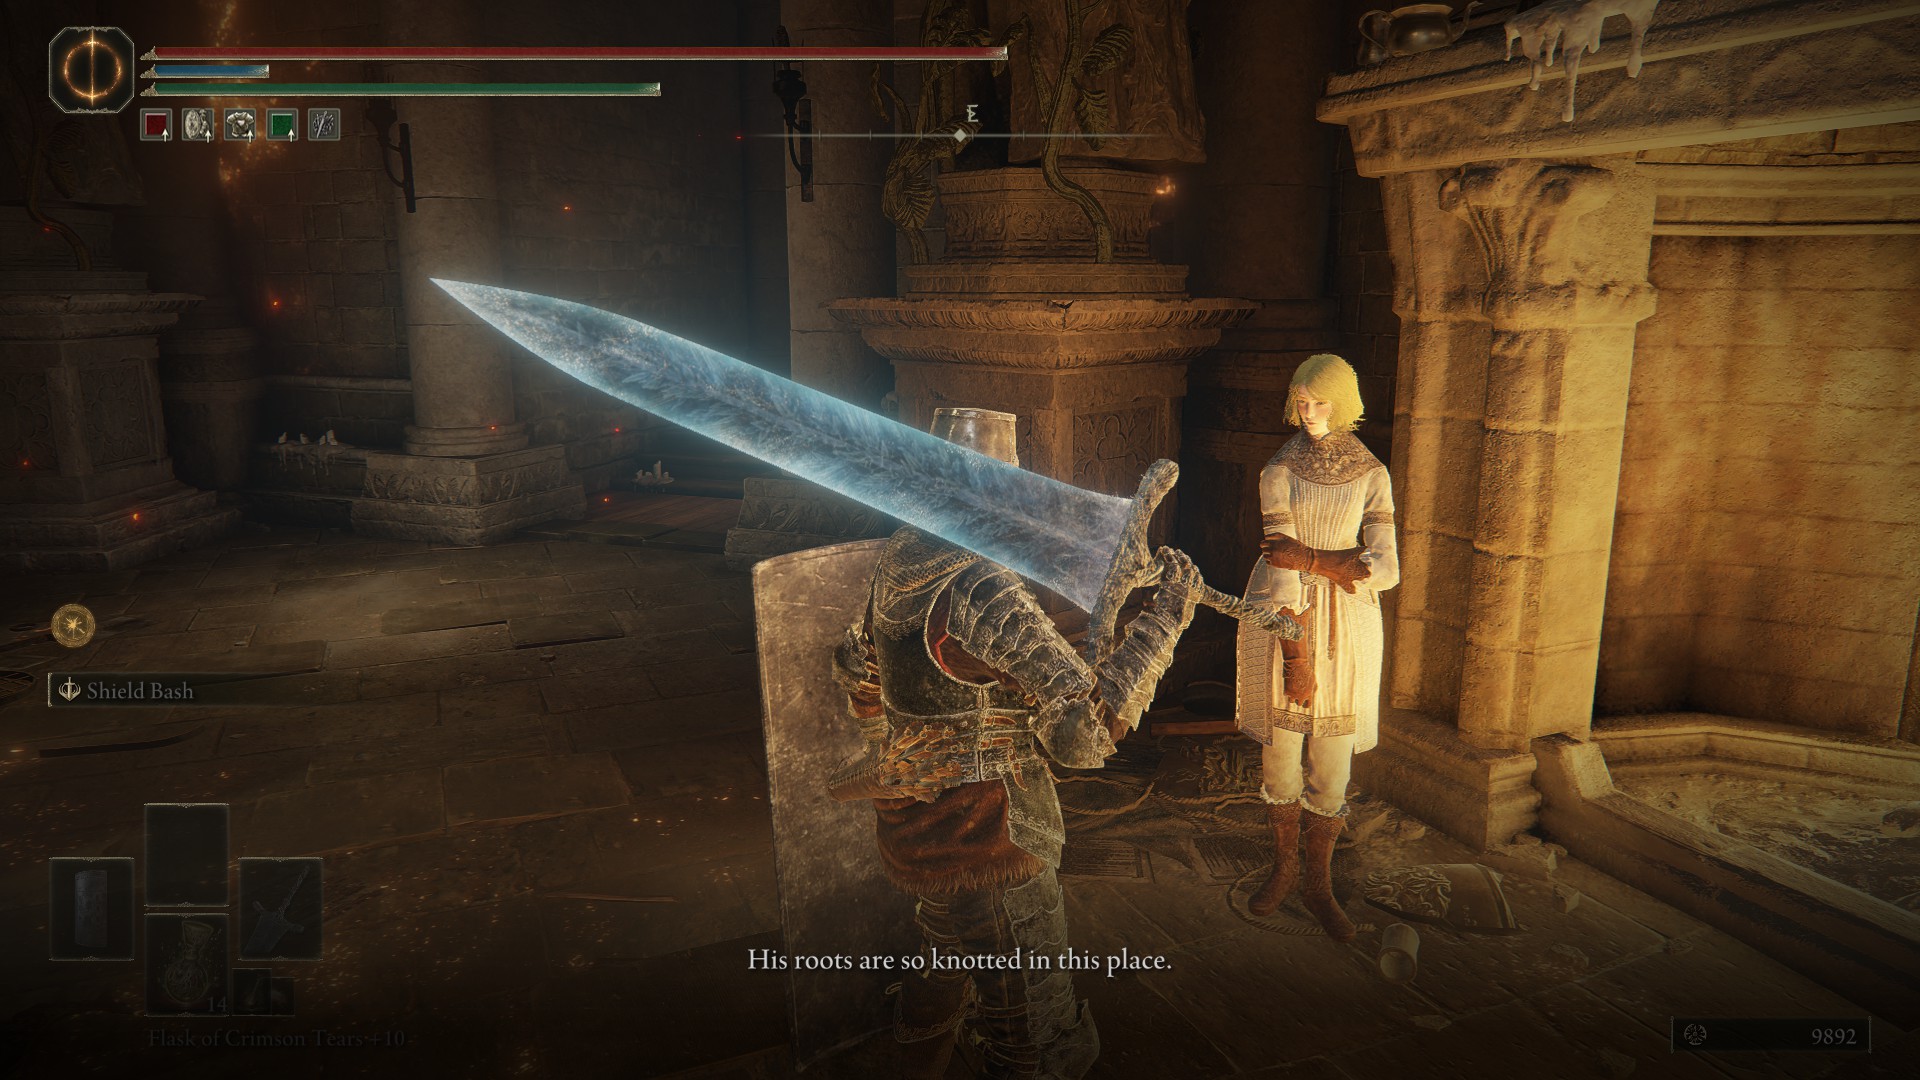 E
Shield Bash
14
Flask of Crimson Tears+10
His roots are so knotted in this place.
9892